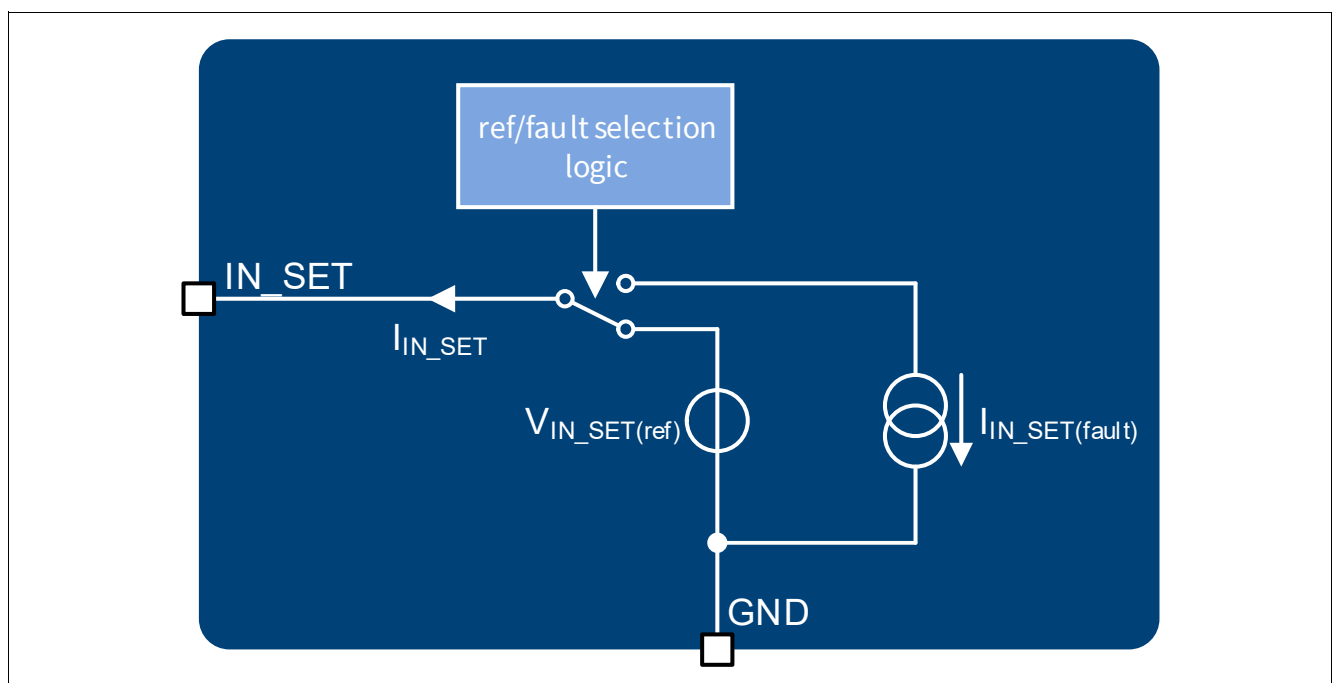 ref/fault selection
logic
IN_SET
I_IN_SET
V_IN_SET(ref)
I_IN_SET(fault)
GND